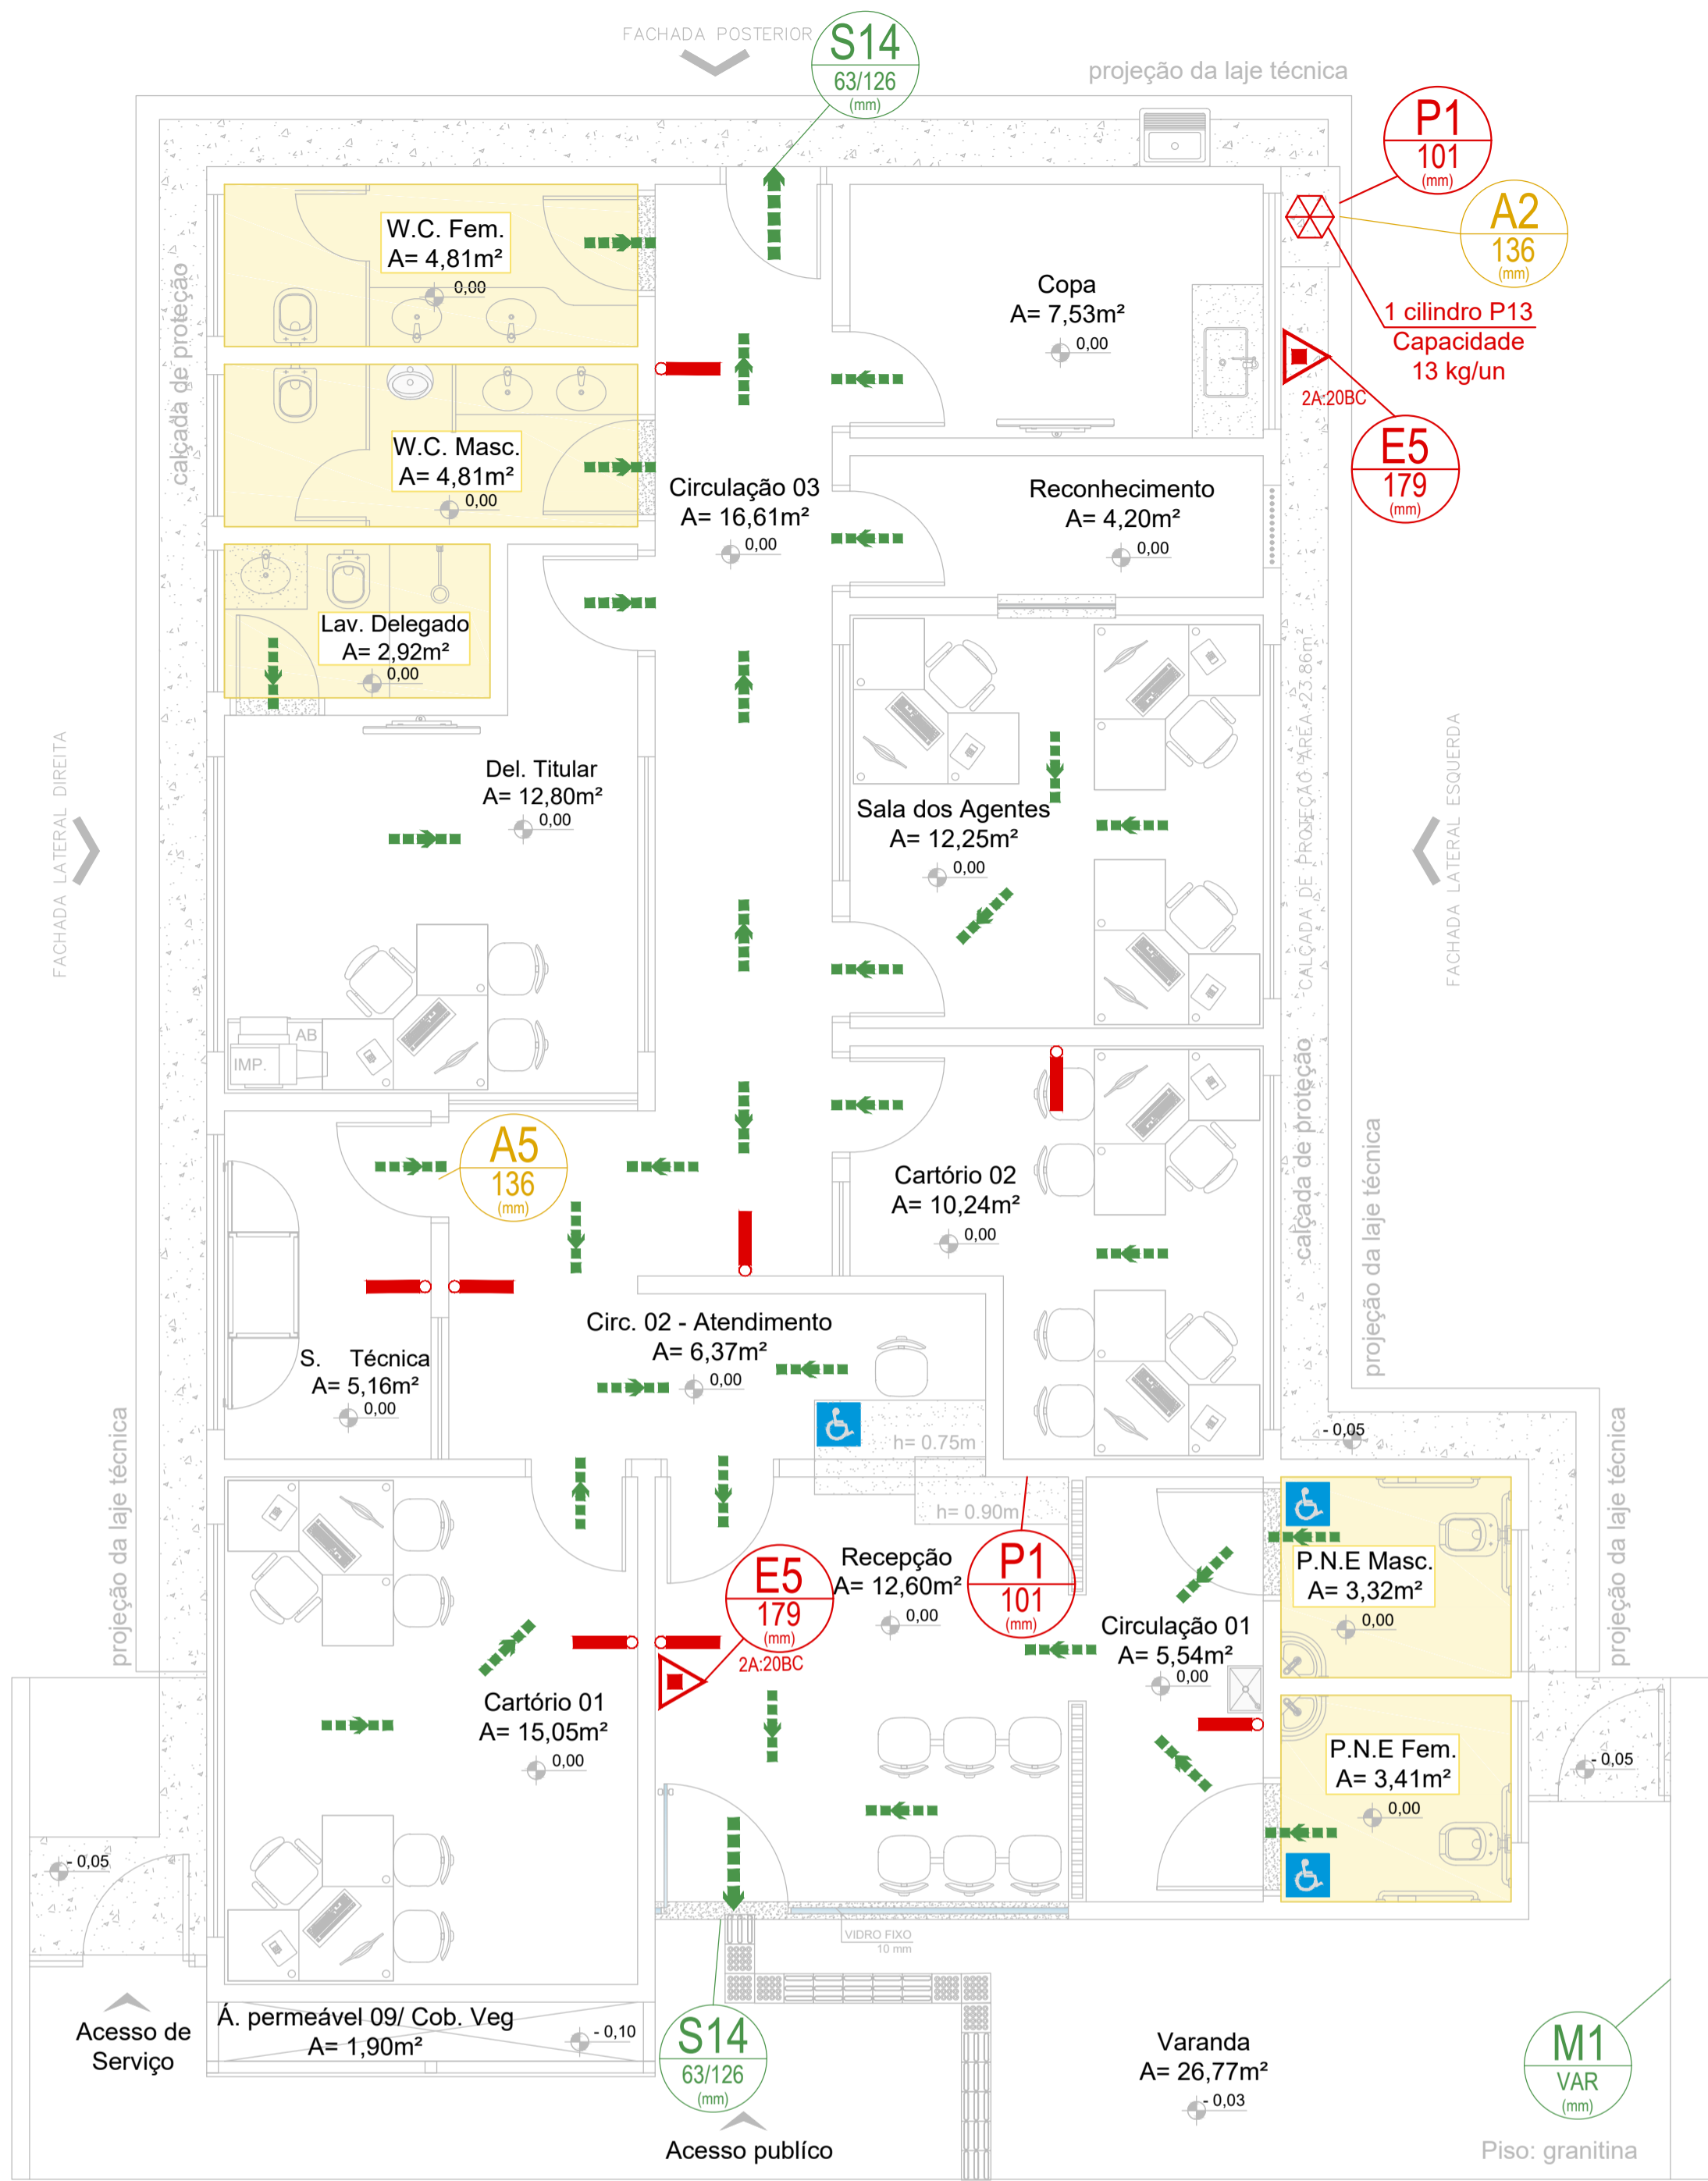 FACHADA POSTERIOR
S14
63/126
(mm)
projeção da laje técnica
P1
101
(mm)
A2
136
(mm)
1 cilindro P13
Capacidade
13 kg/un
2A:20BC
E5
179
(mm)
calçada de proteção
W.C. Fem.
A= 4,81m²
0,00
Copa
A= 7,53m²
0,00
W.C. Masc.
A= 4,81m²
0,00
Circulação 03
A= 16,61m²
0,00
Reconhecimento
A= 4,20m²
0,00
Lav. Delegado
A= 2,92m²
0,00
FACHADA LATERAL DIREITA
Del. Titular
A= 12,80m²
0,00
Sala dos Agentes
A= 12,25m²
0,00
CALÇADA DE PROTEÇÃO ÁREA:23.86m²
FACHADA LATERAL ESQUERDA
AB
IMP.
A5
136
(mm)
Cartório 02
A= 10,24m²
0,00
calçada de proteção
projeção da laje técnica
Circ. 02 - Atendimento
A= 6,37m²
0,00
S. Técnica
A= 5,16m²
0,00
h= 0.75m
h= 0.90m
- 0,05
projeção da laje técnica
projeção da laje técnica
E5
179
(mm)
2A:20BC
Recepção
A= 12,60m²
0,00
P1
101
(mm)
Circulação 01
A= 5,54m²
0,00
P.N.E Masc.
A= 3,32m²
0,00
Cartório 01
A= 15,05m²
0,00
P.N.E Fem.
A= 3,41m²
0,00
- 0,05
- 0,05
VIDRO FIXO
10 mm
Acesso de
Serviço
Á. permeável 09/ Cob. Veg
A= 1,90m²
- 0,10
S14
63/126
(mm)
Acesso publíco
Varanda
A= 26,77m²
- 0,03
M1
VAR
(mm)
Piso: granitina